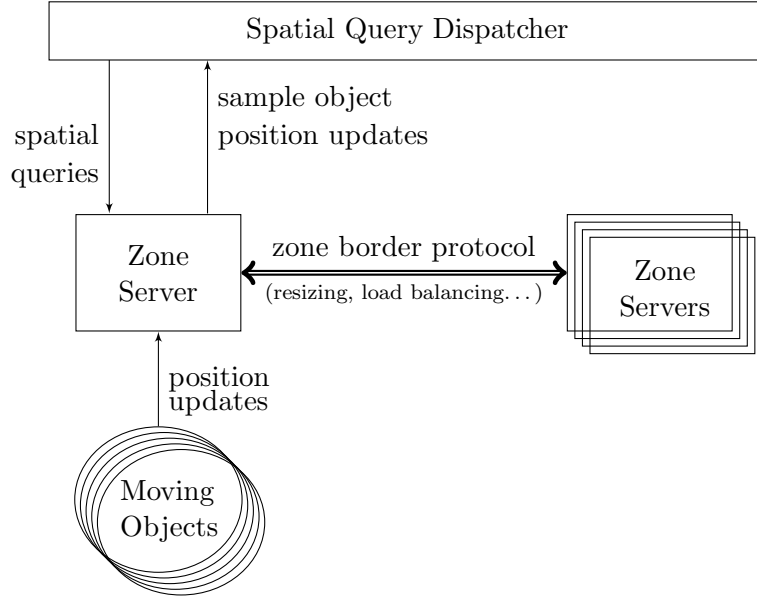 Spatial Query Dispatcher
spatial
queries
sample object
position updates
Zone
Server
zone border protocol
(resizing, load balancing...)
Zone
Servers
position
updates
Moving
Objects